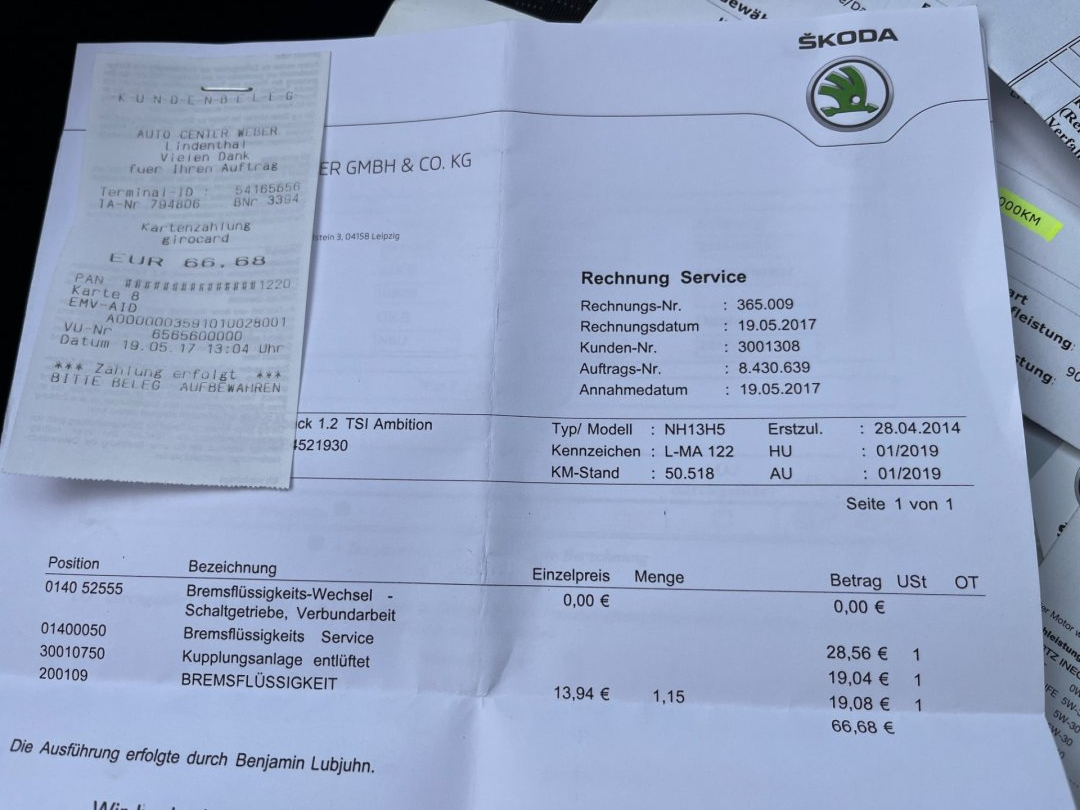 ŠKODA
KUNDENBELEG
AUTO CENTER WEBER
Lindenthal
Vielen Dank
fuer Ihren Auftrag
Terminal-ID : 54165656
TA-Nr 794806 BNr 3394
Kartenzahlung
girocard
EUR 66,68
PAN ###############1220
Karte 8
EMV-AID
A0000003591010028001
VU-Nr 6565600000
Datum 19.05.17 13:04 Uhr
*** Zahlung erfolgt ***
BITTE BELEG AUFBEWAHREN
ER GMBH & CO. KG
lstein 3, 04158 Leipzig
Rechnung Service
Rechnungs-Nr. : 365.009
Rechnungsdatum : 19.05.2017
Kunden-Nr. : 3001308
Auftrags-Nr. : 8.430.639
Annahmedatum : 19.05.2017
ck 1.2 TSI Ambition
4521930
Typ/ Modell : NH13H5 Erstzul. : 28.04.2014
Kennzeichen : L-MA 122 HU : 01/2019
KM-Stand : 50.518 AU : 01/2019
Seite 1 von 1
Position Bezeichnung Einzelpreis Menge Betrag USt OT
0140 52555 Bremsflüssigkeits-Wechsel - 0,00 € 0,00 €
Schaltgetriebe, Verbundarbeit
01400050 Bremsflüssigkeits Service 28,56 € 1
30010750 Kupplungsanlage entlüftet 19,04 € 1
200109 BREMSFLÜSSIGKEIT 13,94 € 1,15 19,08 € 1
66,68 €
Die Ausführung erfolgte durch Benjamin Lubjuhn.
000KM